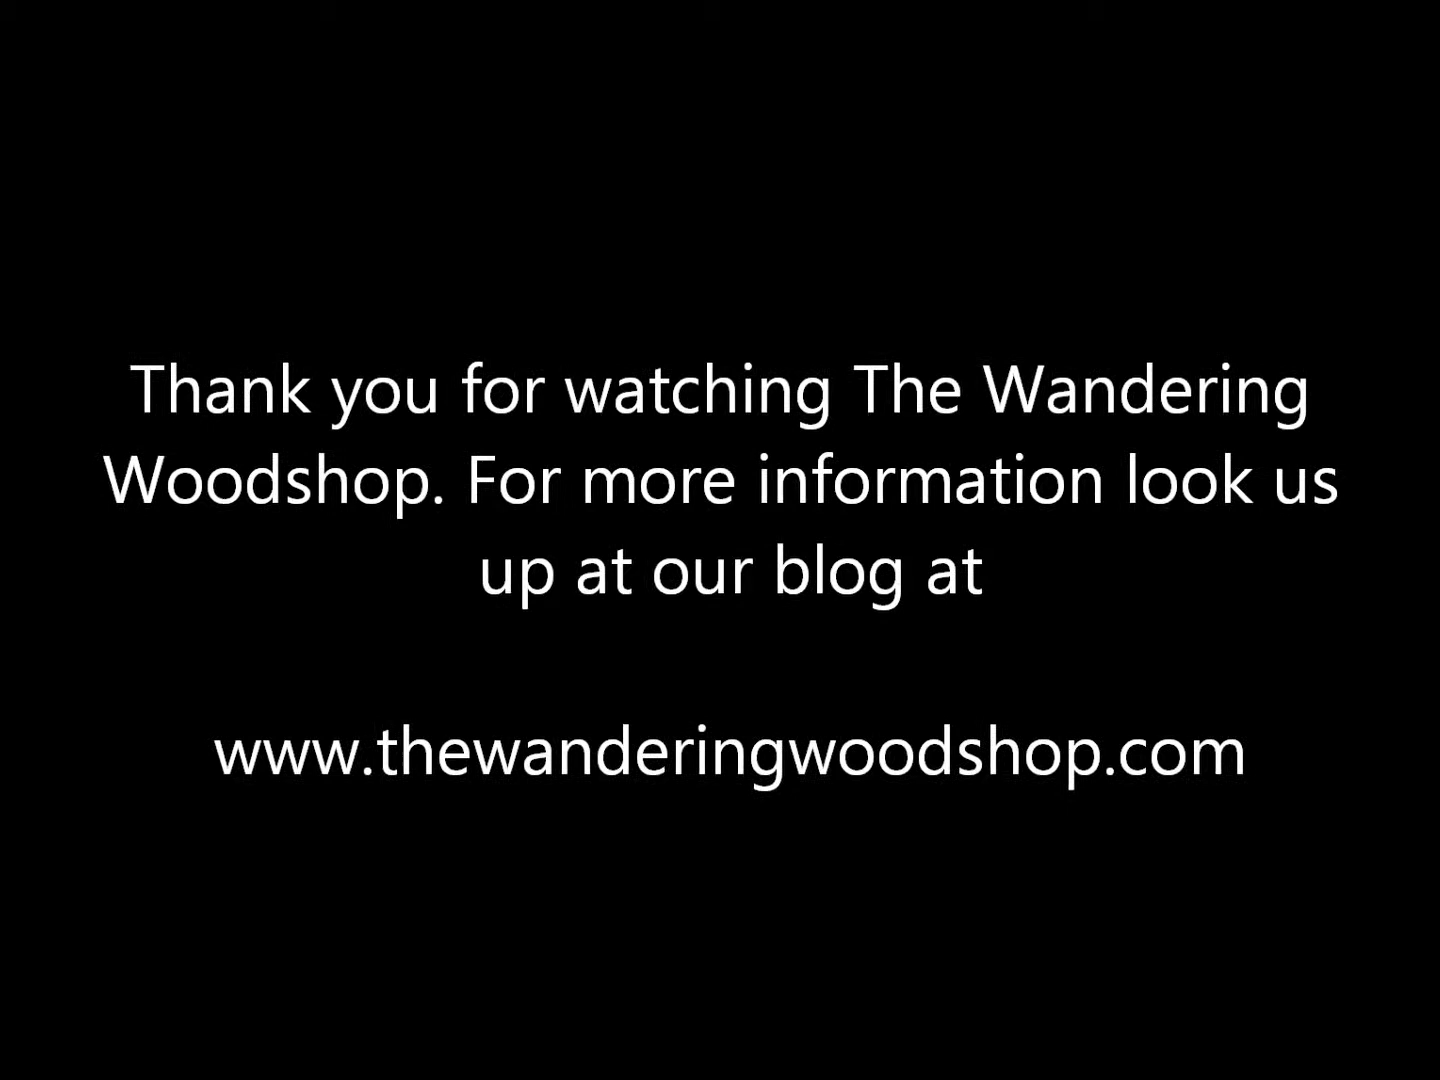 Thank you for watching The Wandering
Woodshop. For more information look us
up at our blog at
www.thewanderingwoodshop.com